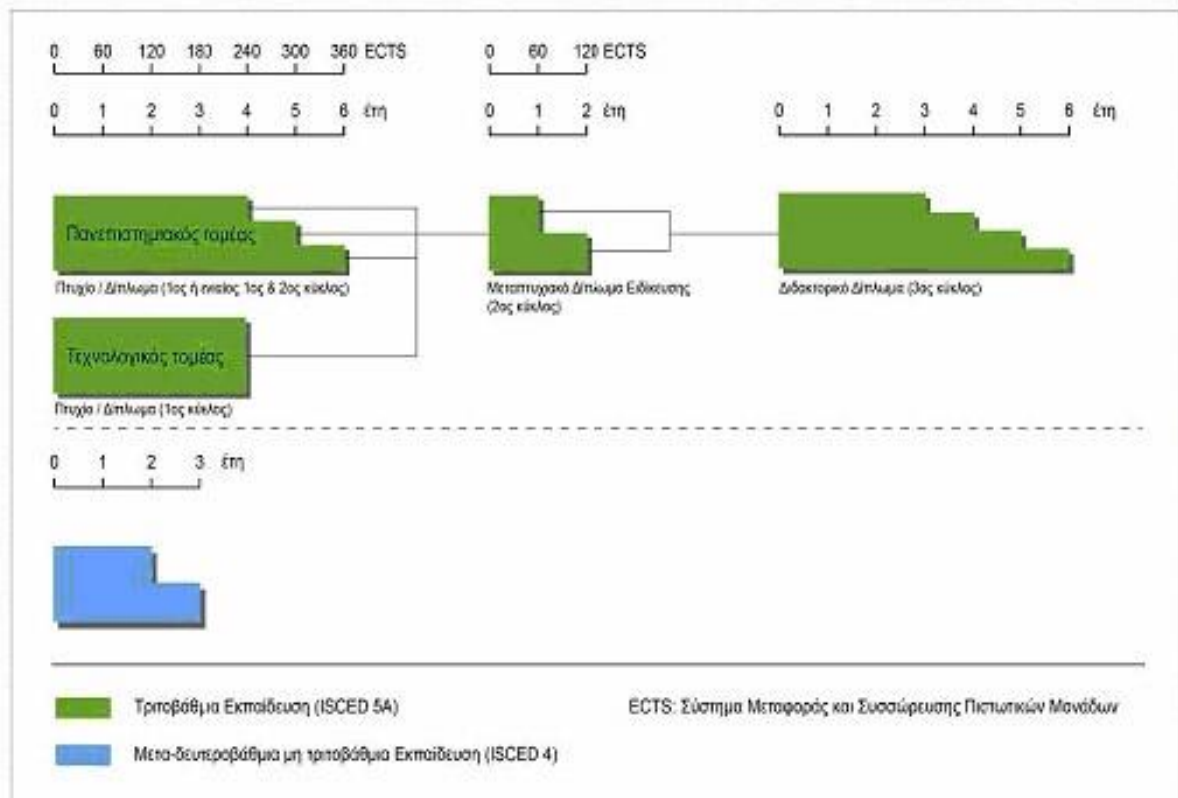 0 60 120 180 240 300 360 ECTS
0 60 120 ECTS
0 1 2 3 4 5 6 έτη
0 1 2 έτη
0 1 2 3 4 5 6 έτη
Πανεπιστημιακός τομέας
Πτυχίο / Δίπλωμα (1ος ή ενιαίος 1ος & 2ος κύκλος)
Μεταπτυχιακό Δίπλωμα Ειδίκευσης
(2ος κύκλος)
Διδακτορικό Δίπλωμα (3ος κύκλος)
Τεχνολογικός τομέας
Πτυχίο / Δίπλωμα (1ος κύκλος)
0 1 2 3 έτη
Τριτοβάθμια Εκπαίδευση (ISCED 5A)
ECTS: Σύστημα Μεταφοράς και Συσσώρευσης Πιστωτικών Μονάδων
Μετα-δευτεροβάθμια μη τριτοβάθμια Εκπαίδευση (ISCED 4)